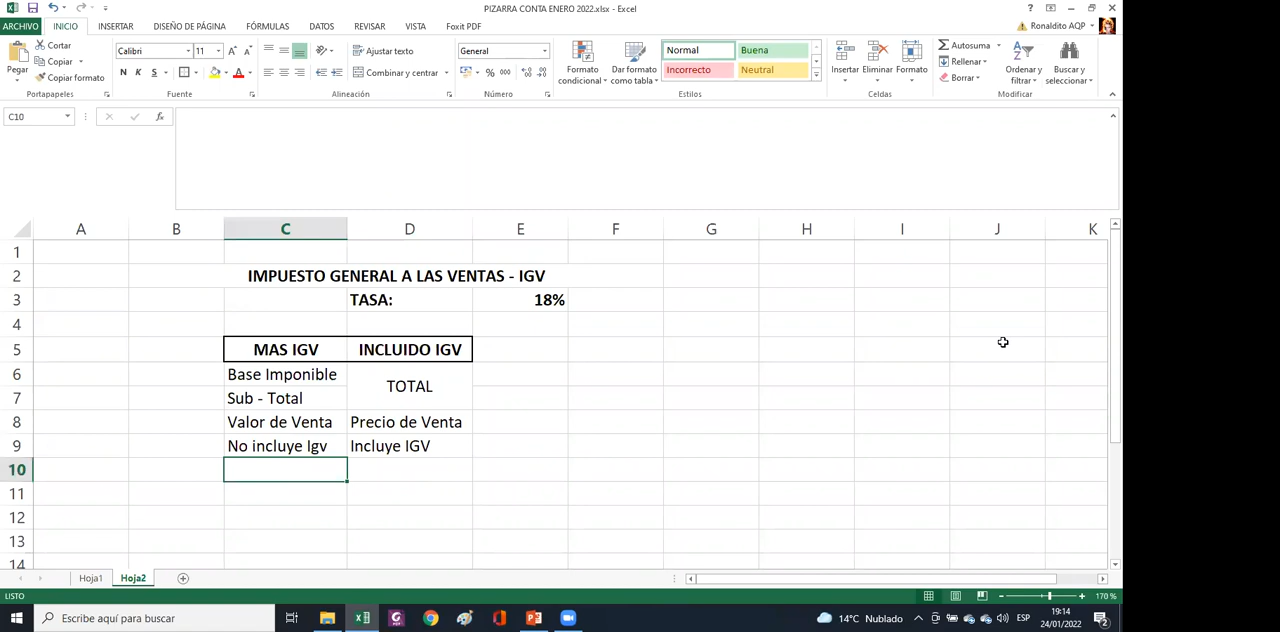 PIZARRA CONTA ENERO 2022.xlsx - Excel
ARCHIVO INICIO INSERTAR DISEÑO DE PÁGINA FÓRMULAS DATOS REVISAR VISTA Foxit PDF Ronaldito AQP
Pegar
Cortar
Copiar
Copiar formato
Portapapeles
Calibri 11
N K S
Fuente
Ajustar texto
Combinar y centrar
Alineación
General
% 000
Número
Formato condicional
Dar formato como tabla
Normal Buena
Incorrecto Neutral
Estilos
Insertar Eliminar Formato
Celdas
Autosuma
Rellenar
Borrar
Ordenar y filtrar
Buscar y seleccionar
Modificar
C10 fx
A B C D E F G H I J K
1
2 IMPUESTO GENERAL A LAS VENTAS - IGV
3 TASA: 18%
4
5 MAS IGV INCLUIDO IGV
6 Base Imponible TOTAL
7 Sub - Total
8 Valor de Venta Precio de Venta
9 No incluye Igv Incluye IGV
10
11
12
13
14
Hoja1 Hoja2
LISTO 170 %
Escribe aquí para buscar
14°C Nublado ESP
19:14
24/01/2022
2